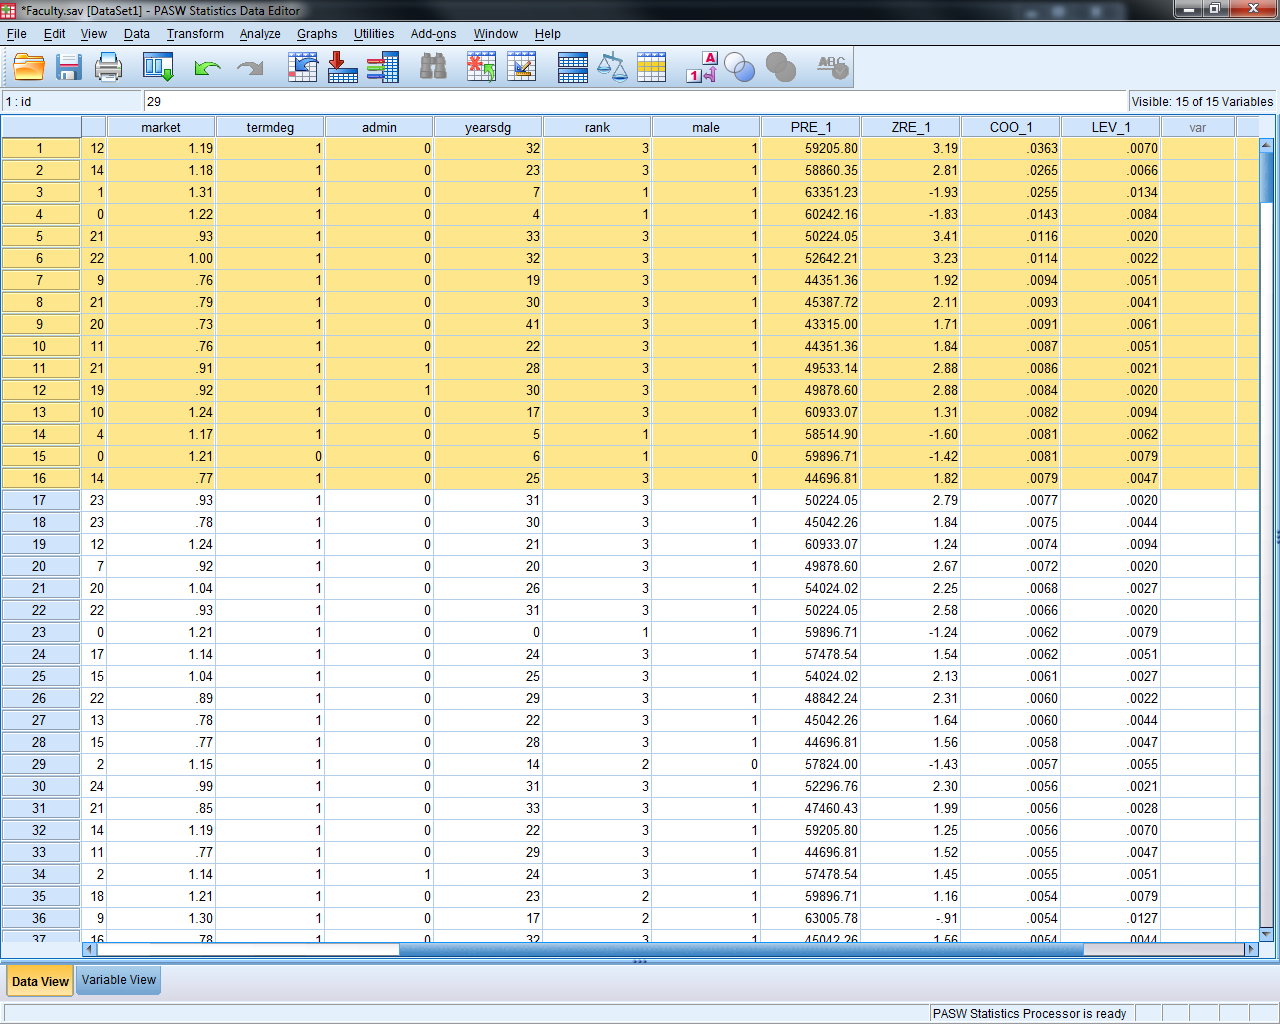 *Faculty.sav [DataSet1] - PASW Statistics Data Editor
File Edit View Data Transform Analyze Graphs Utilities Add-ons Window Help
1 : id 29 Visible: 15 of 15 Variables
market termdeg admin yearsdg rank male PRE_1 ZRE_1 COO_1 LEV_1 var
1 12 1.19 1 0 32 3 1 59205.80 3.19 .0363 .0070
2 14 1.18 1 0 23 3 1 58860.35 2.81 .0265 .0066
3 1 1.31 1 0 7 1 1 63351.23 -1.93 .0255 .0134
4 0 1.22 1 0 4 1 1 60242.16 -1.83 .0143 .0084
5 21 .93 1 0 33 3 1 50224.05 3.41 .0116 .0020
6 22 1.00 1 0 32 3 1 52642.21 3.23 .0114 .0022
7 9 .76 1 0 19 3 1 44351.36 1.92 .0094 .0051
8 21 .79 1 0 30 3 1 45387.72 2.11 .0093 .0041
9 20 .73 1 0 41 3 1 43315.00 1.71 .0091 .0061
10 11 .76 1 0 22 3 1 44351.36 1.84 .0087 .0051
11 21 .91 1 1 28 3 1 49533.14 2.88 .0086 .0021
12 19 .92 1 1 30 3 1 49878.60 2.88 .0084 .0020
13 10 1.24 1 0 17 3 1 60933.07 1.31 .0082 .0094
14 4 1.17 1 0 5 1 1 58514.90 -1.60 .0081 .0062
15 0 1.21 0 0 6 1 0 59896.71 -1.42 .0081 .0079
16 14 .77 1 0 25 3 1 44696.81 1.82 .0079 .0047
17 23 .93 1 0 31 3 1 50224.05 2.79 .0077 .0020
18 23 .78 1 0 30 3 1 45042.26 1.84 .0075 .0044
19 12 1.24 1 0 21 3 1 60933.07 1.24 .0074 .0094
20 7 .92 1 0 20 3 1 49878.60 2.67 .0072 .0020
21 20 1.04 1 0 26 3 1 54024.02 2.25 .0068 .0027
22 22 .93 1 0 31 3 1 50224.05 2.58 .0066 .0020
23 0 1.21 1 0 0 1 1 59896.71 -1.24 .0062 .0079
24 17 1.14 1 0 24 3 1 57478.54 1.54 .0062 .0051
25 15 1.04 1 0 25 3 1 54024.02 2.13 .0061 .0027
26 22 .89 1 0 29 3 1 48842.24 2.31 .0060 .0022
27 13 .78 1 0 22 3 1 45042.26 1.64 .0060 .0044
28 15 .77 1 0 28 3 1 44696.81 1.56 .0058 .0047
29 2 1.15 1 0 14 2 0 57824.00 -1.43 .0057 .0055
30 24 .99 1 0 31 3 1 52296.76 2.30 .0056 .0021
31 21 .85 1 0 33 3 1 47460.43 1.99 .0056 .0028
32 14 1.19 1 0 22 3 1 59205.80 1.25 .0056 .0070
33 11 .77 1 0 29 3 1 44696.81 1.52 .0055 .0047
34 2 1.14 1 1 24 3 1 57478.54 1.45 .0055 .0051
35 18 1.21 1 0 23 2 1 59896.71 1.16 .0054 .0079
36 9 1.30 1 0 17 2 1 63005.78 -.91 .0054 .0127
37 16 .78 1 0 32 3 1 45042.26 1.56 .0054 .0044
Data View Variable View
PASW Statistics Processor is ready